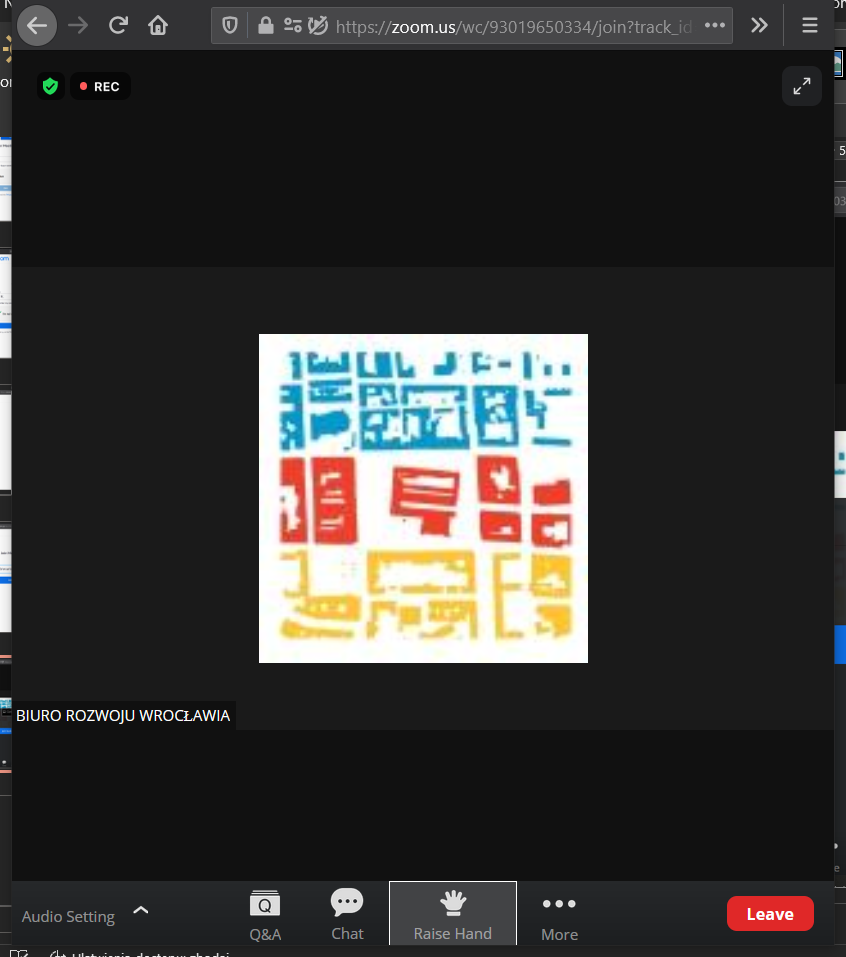 https://zoom.us/wc/93019650334/join?track_id
REC
BIURO ROZWOJU WROCŁAWIA
Audio Setting
Q&A
Chat
Raise Hand
More
Leave